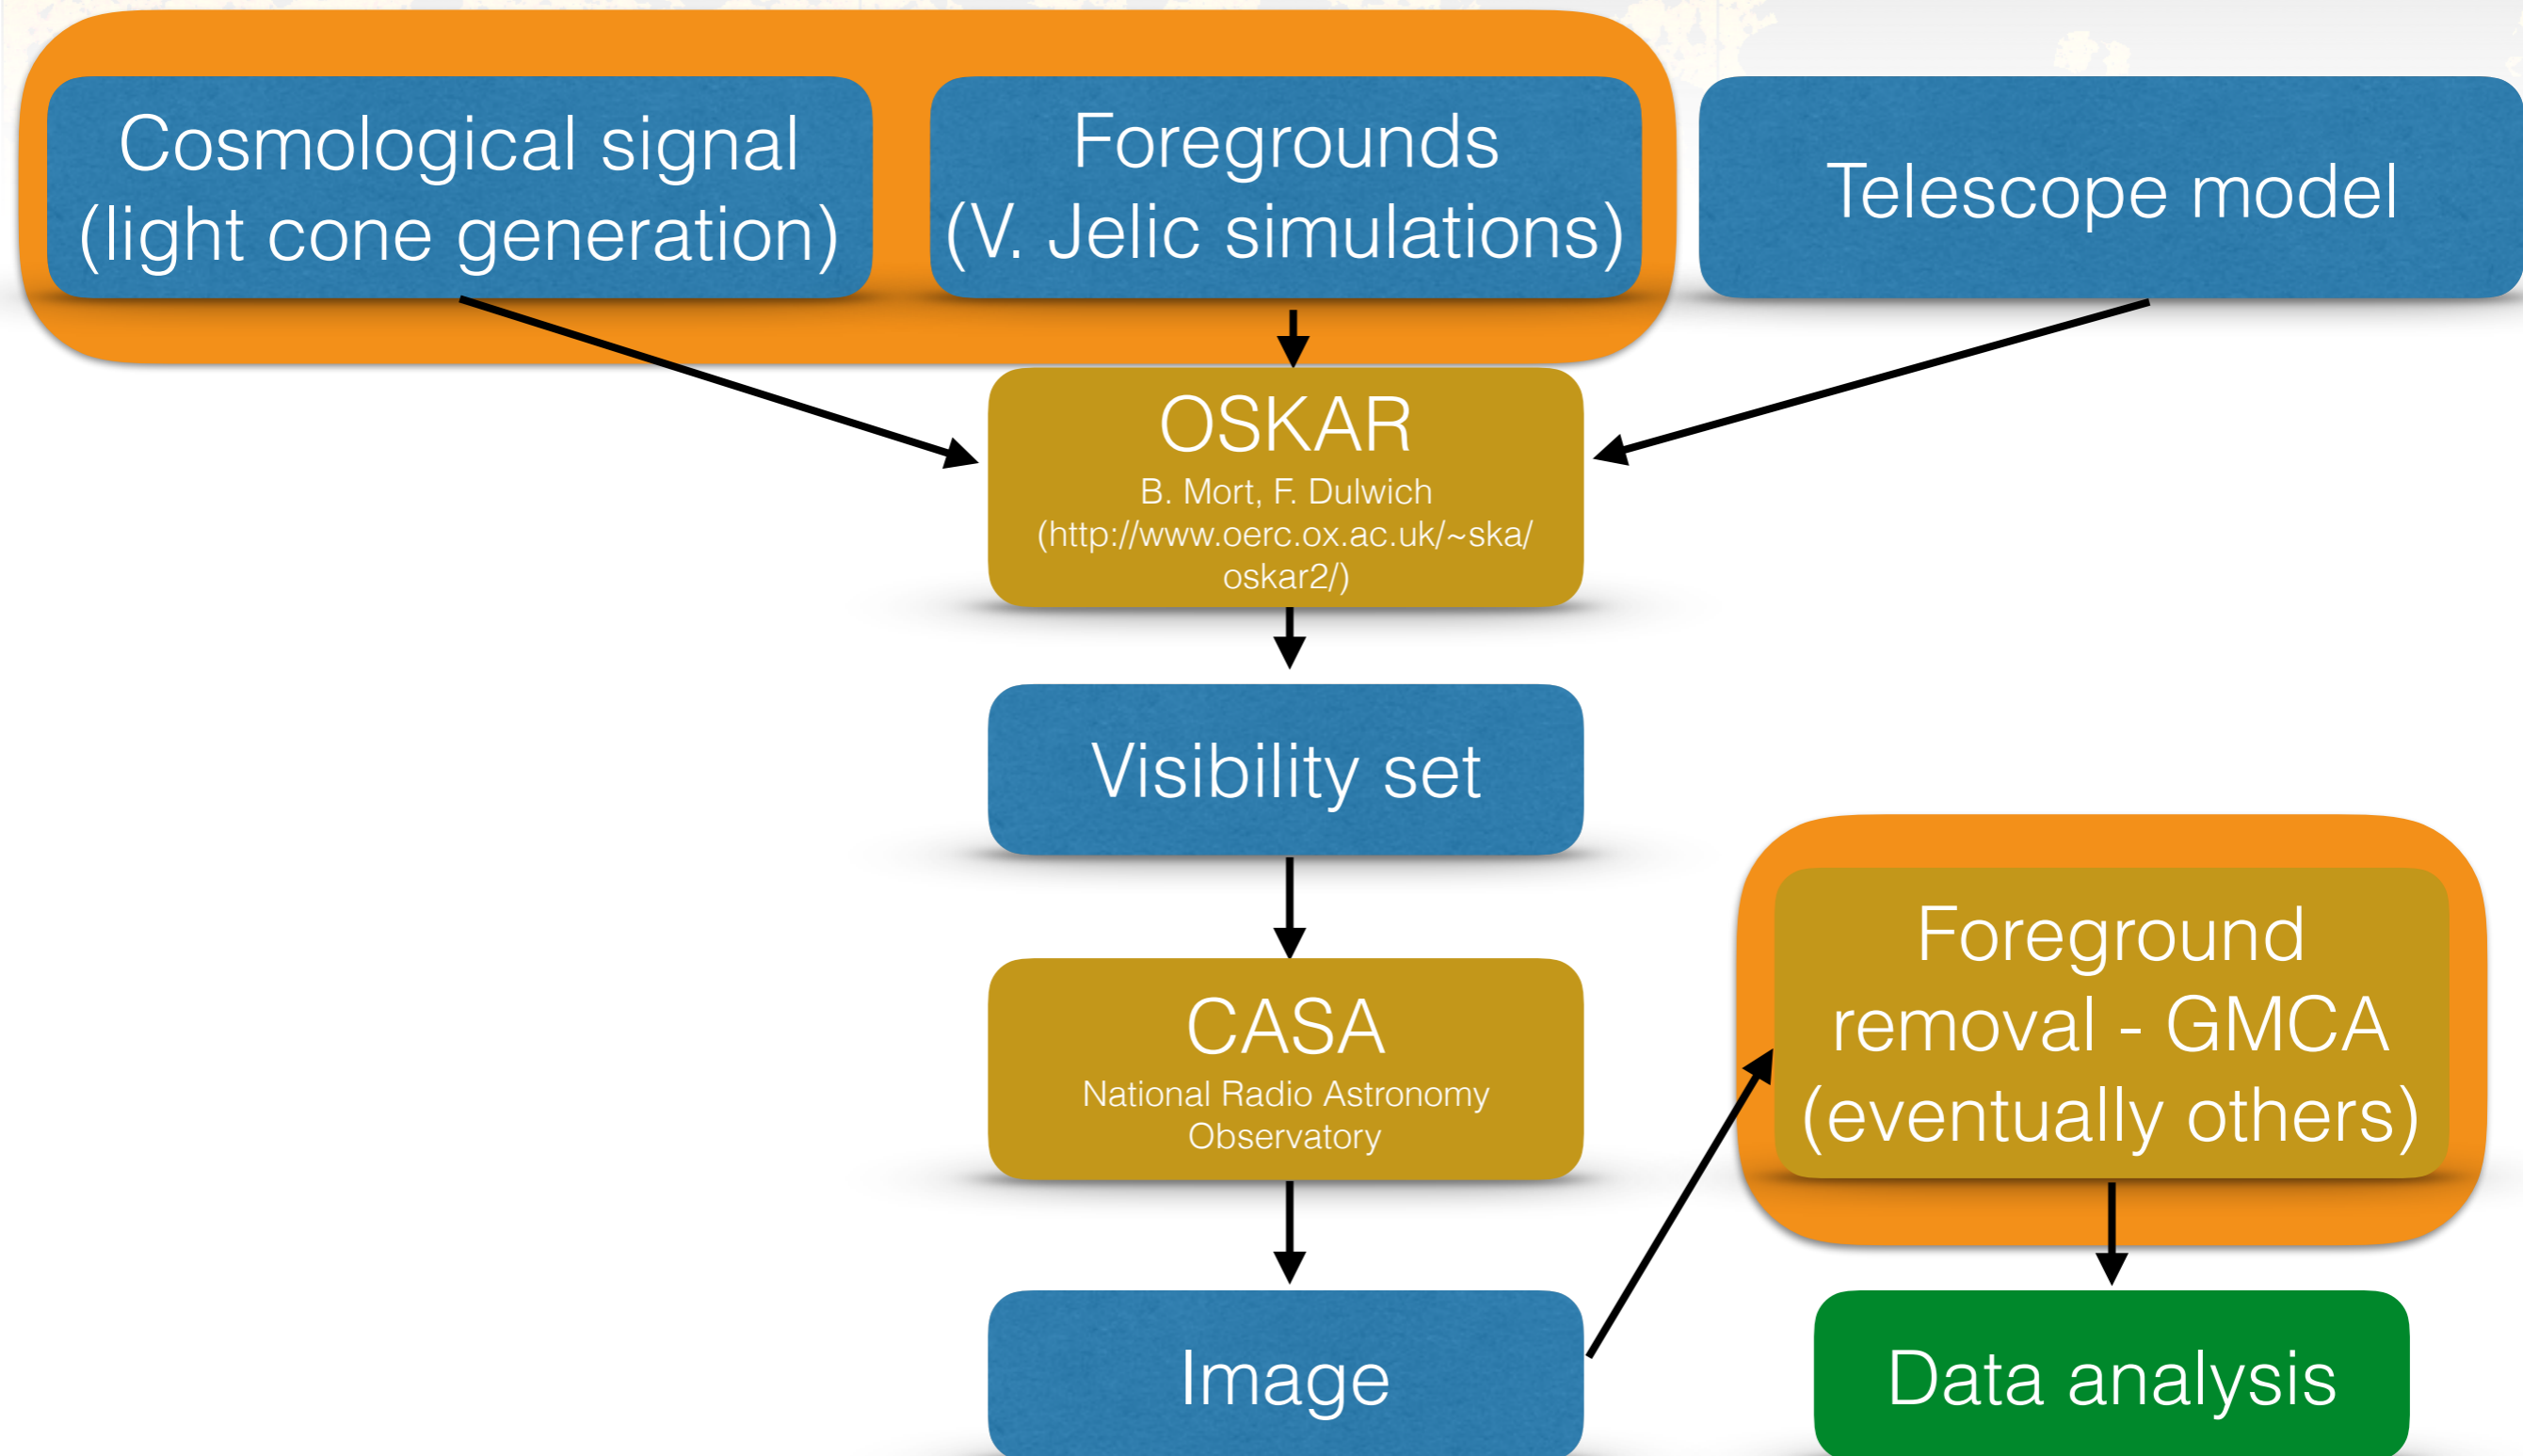 Cosmological signal
(light cone generation)
Foregrounds
(V. Jelic simulations)
Telescope model
OSKAR
B. Mort, F. Dulwich
(http://www.oerc.ox.ac.uk/~ska/
oskar2/)
Visibility set
CASA
National Radio Astronomy
Observatory
Foreground
removal - GMCA
(eventually others)
Image
Data analysis